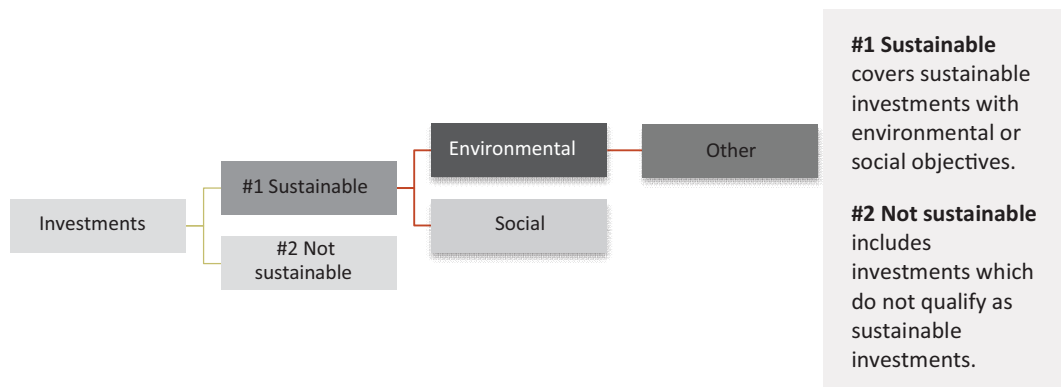 Investments
#1 Sustainable
#2 Not
sustainable
Environmental
Social
Other
#1 Sustainable
covers sustainable
investments with
environmental or
social objectives.
#2 Not sustainable
includes
investments which
do not qualify as
sustainable
investments.